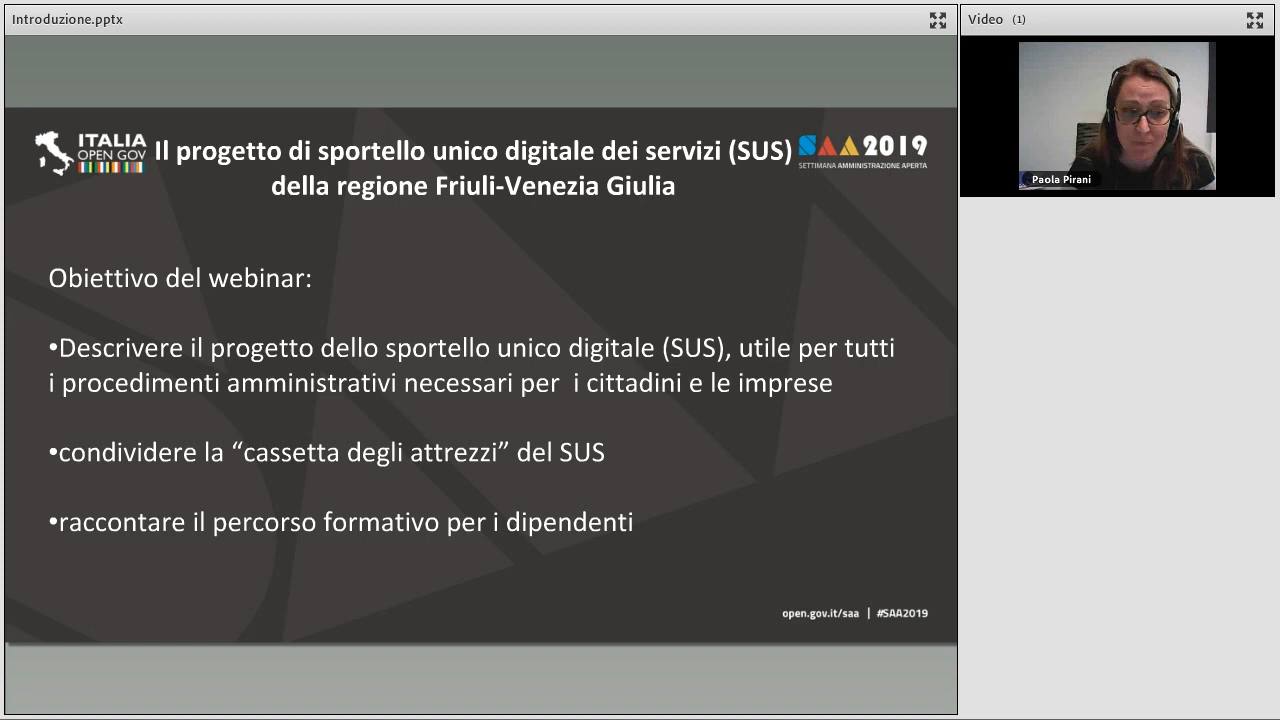 Introduzione.pptx
Video (1)
ITALIA
OPEN GOV
Il progetto di sportello unico digitale dei servizi (SUS)
della regione Friuli-Venezia Giulia
SAA 2019
SETTIMANA AMMINISTRAZIONE APERTA
Paola Pirani
Obiettivo del webinar:
•Descrivere il progetto dello sportello unico digitale (SUS), utile per tutti
i procedimenti amministrativi necessari per  i cittadini e le imprese
•condividere la “cassetta degli attrezzi” del SUS
•raccontare il percorso formativo per i dipendenti
open.gov.it/saa | #SAA2019